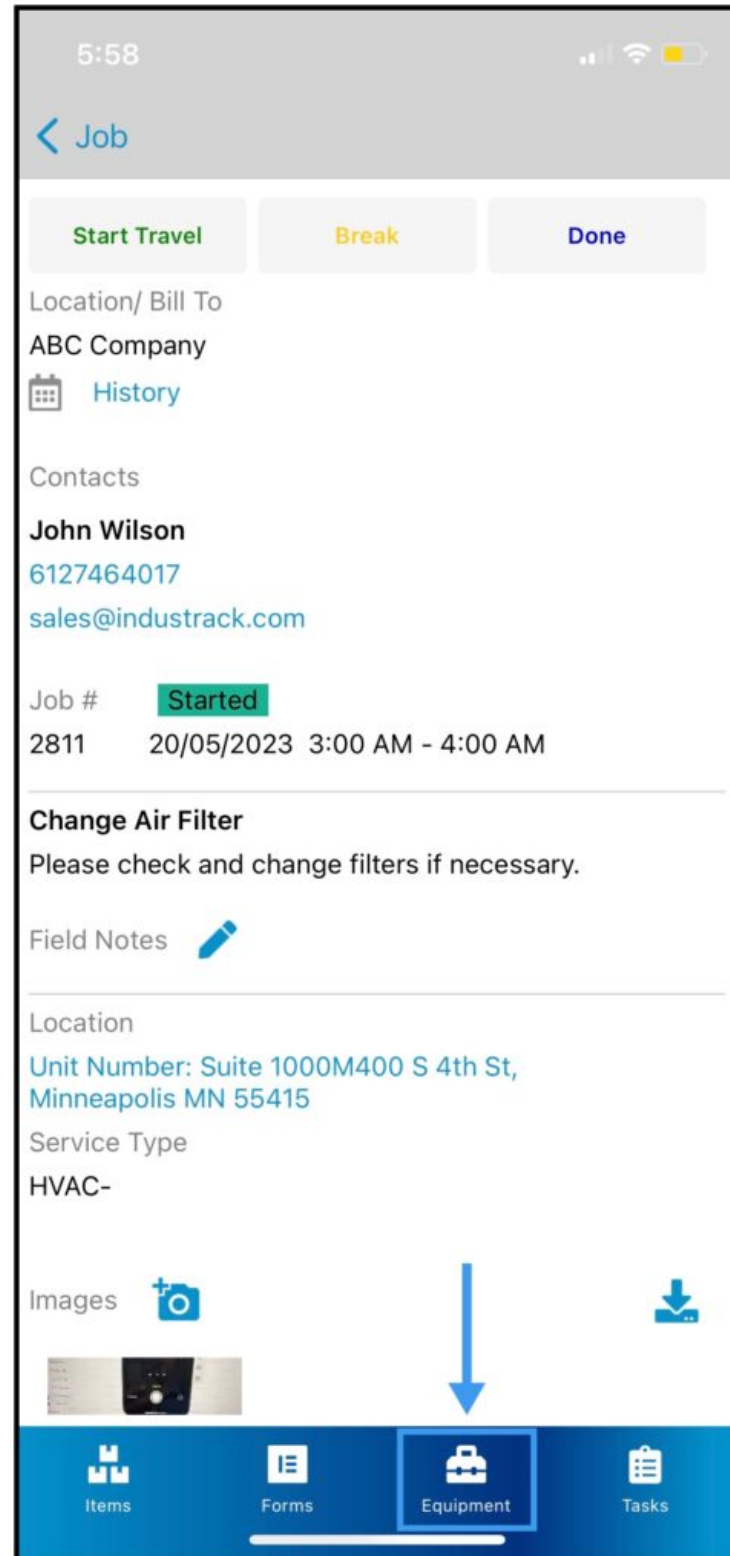 5:58
Job
Start Travel Break Done
Location/ Bill To
ABC Company
History
Contacts
John Wilson
6127464017
sales@industrack.com
Job # Started
2811 20/05/2023 3:00 AM - 4:00 AM
Change Air Filter
Please check and change filters if necessary.
Field Notes
Location
Unit Number: Suite 1000M400 S 4th St,
Minneapolis MN 55415
Service Type
HVAC-
Images
Items Forms Equipment Tasks